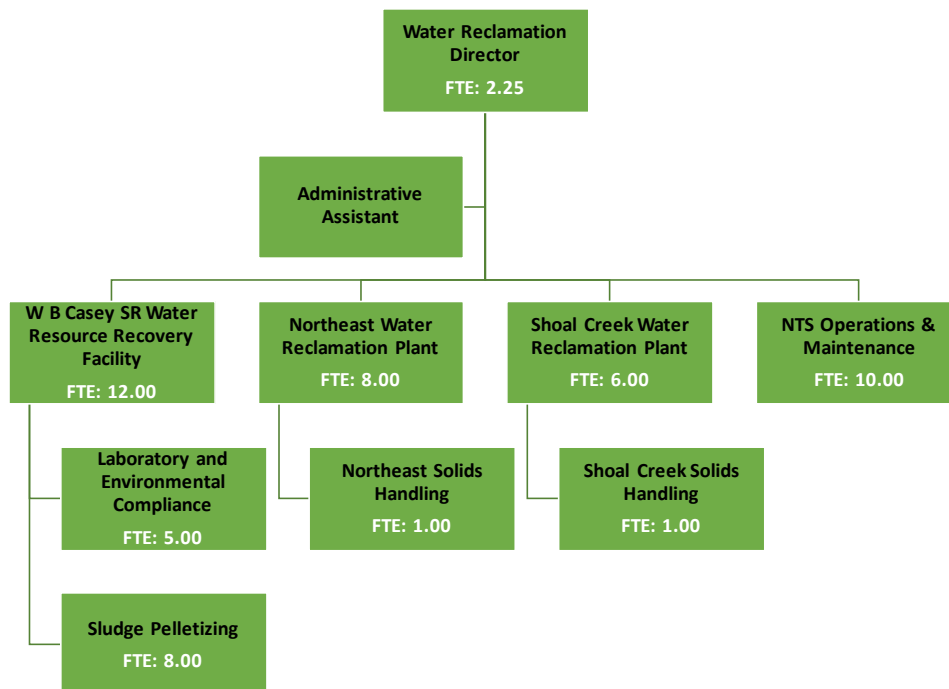 Water Reclamation
Director
FTE: 2.25
Administrative
Assistant
W B Casey SR Water
Resource Recovery
Facility
FTE: 12.00
Northeast Water
Reclamation Plant
FTE: 8.00
Shoal Creek Water
Reclamation Plant
FTE: 6.00
NTS Operations &
Maintenance
FTE: 10.00
Laboratory and
Environmental
Compliance
FTE: 5.00
Northeast Solids
Handling
FTE: 1.00
Shoal Creek Solids
Handling
FTE: 1.00
Sludge Pelletizing
FTE: 8.00